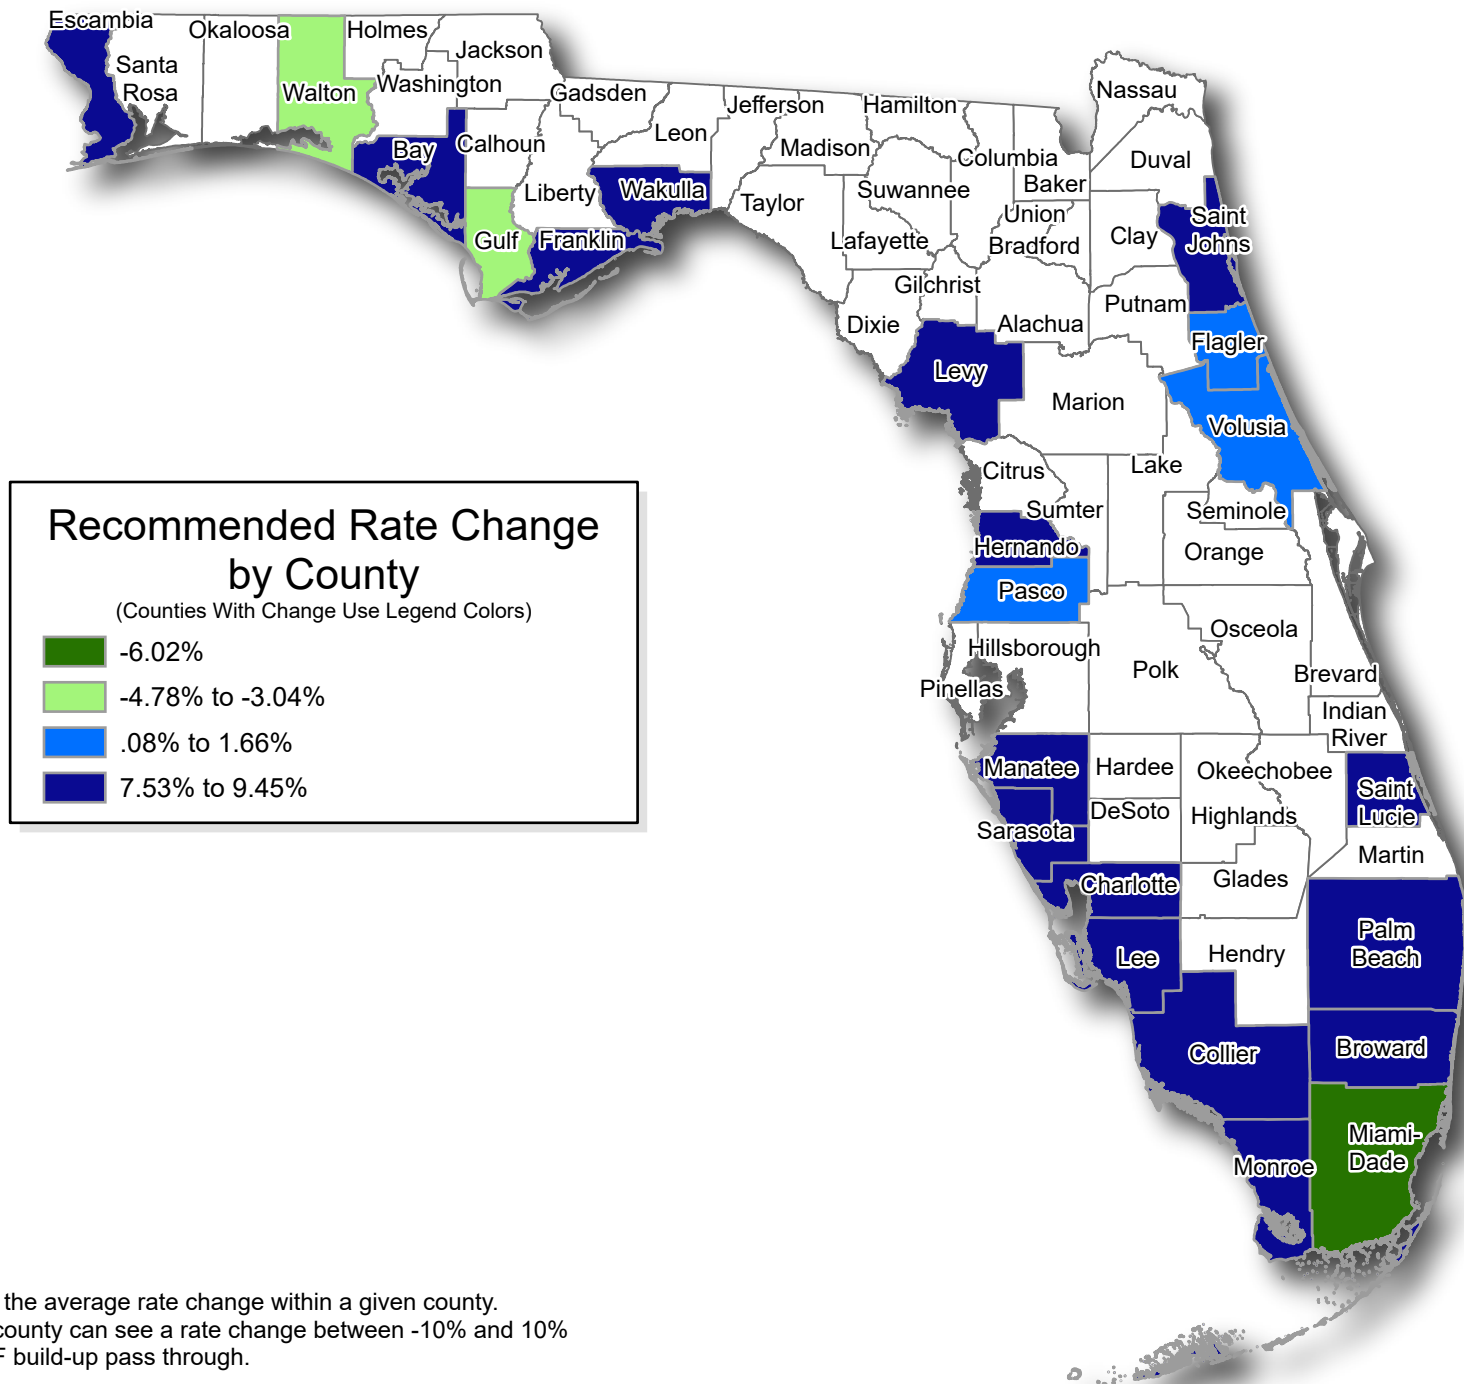 Escambia
Okaloosa
Holmes
Jackson
Santa
Rosa
Walton
Washington
Gadsden
Jefferson
Hamilton
Nassau
Bay
Calhoun
Leon
Madison
Columbia
Duval
Liberty
Wakulla
Suwannee
Baker
Taylor
Union
Saint
Johns
Gulf
Franklin
Lafayette
Bradford
Clay
Gilchrist
Putnam
Dixie
Alachua
Flagler
Levy
Marion
Volusia
Citrus
Lake
Sumter
Seminole
Hernando
Orange
Pasco
Osceola
Hillsborough
Polk
Brevard
Pinellas
Indian
River
Manatee
Hardee
Okeechobee
Saint
Lucie
DeSoto
Highlands
Sarasota
Martin
Charlotte
Glades
Palm
Beach
Lee
Hendry
Collier
Broward
Miami-
Dade
Monroe
Recommended Rate Change
by County
(Counties With Change Use Legend Colors)
-6.02%
-4.78% to -3.04%
.08% to 1.66%
7.53% to 9.45%
the average rate change within a given county.
county can see a rate change between -10% and 10%
F build-up pass through.